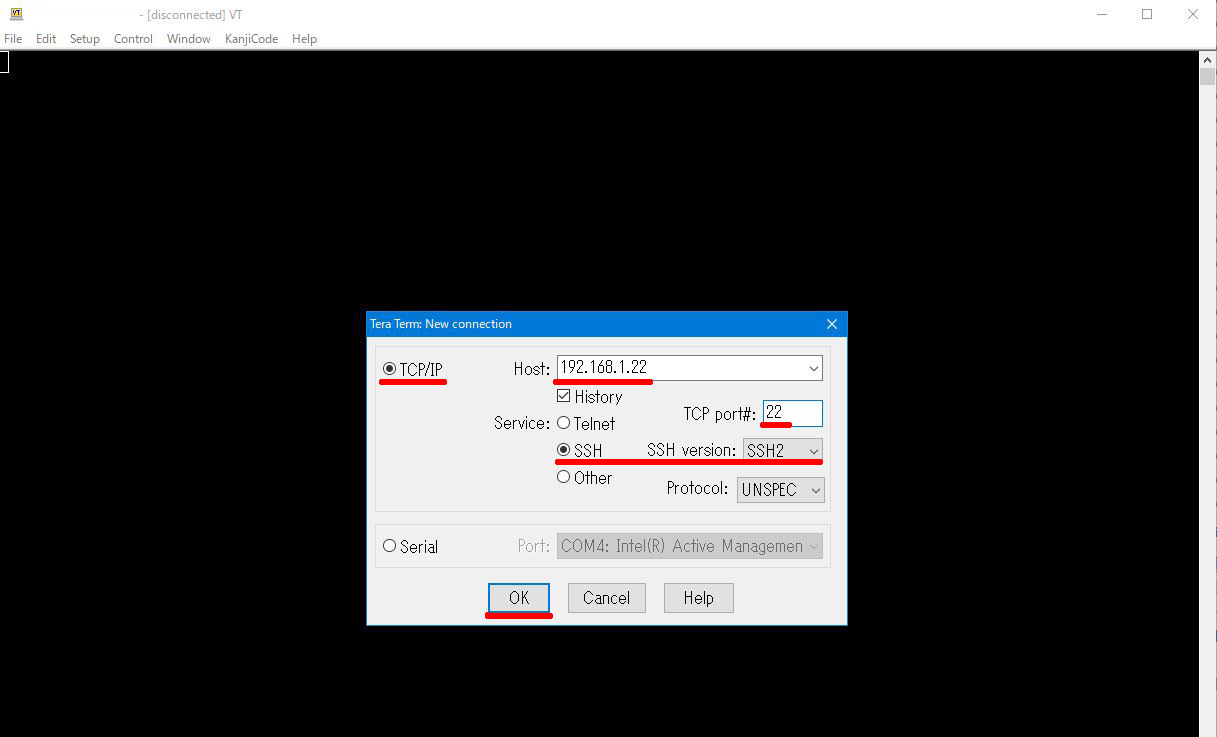 VT - [disconnected] VT
File Edit Setup Control Window KanjiCode Help
Tera Term: New connection
TCP/IP Host: 192.168.1.22
History
Service: Telnet TCP port#: 22
SSH SSH version: SSH2
Other Protocol: UNSPEC
Serial Port: COM4: Intel(R) Active Managemen
OK Cancel Help